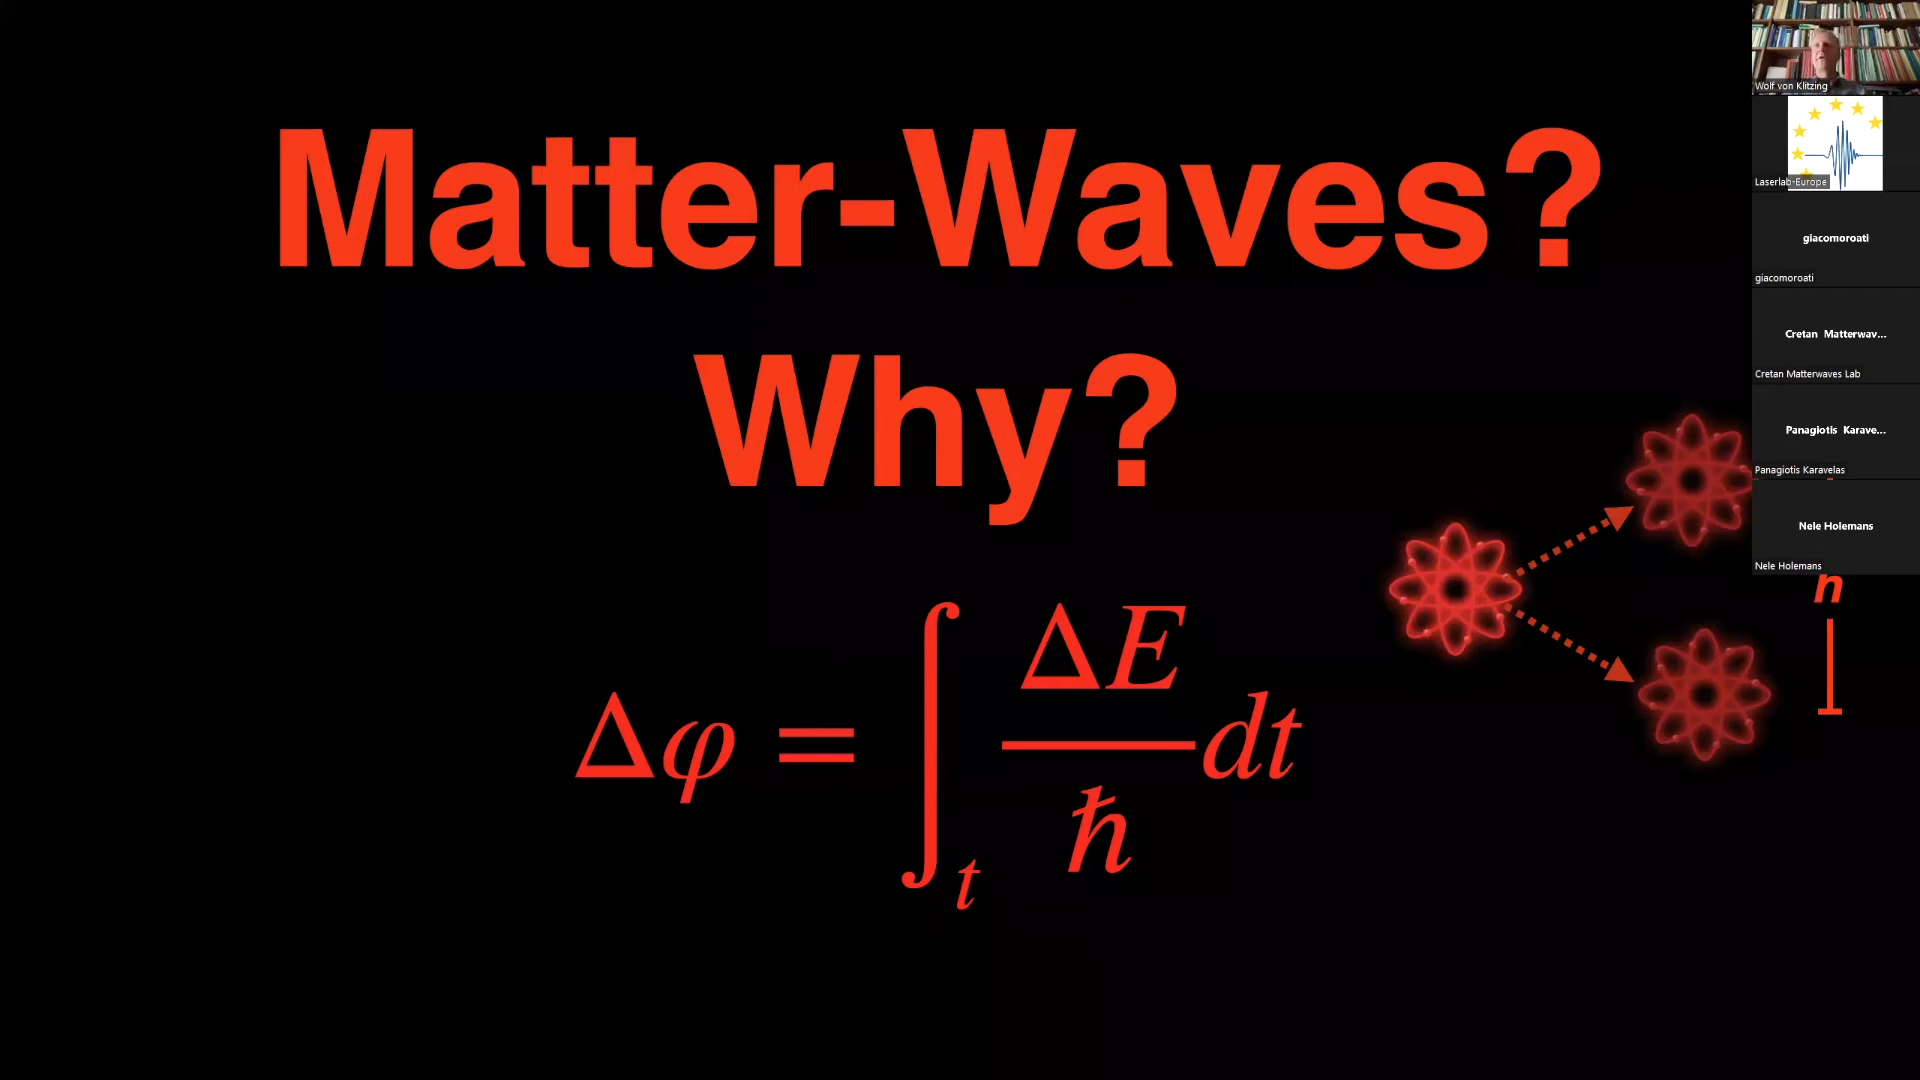 Matter-Waves?
Why?
Δφ = ∫_t ΔE/ħ dt
h
Wolf von Klitzing
Laserlab-Europe
giacomoroati
giacomoroati
Cretan Matterwav...
Cretan Matterwaves Lab
Panagiotis Karave...
Panagiotis Karavelas
Nele Holemans
Nele Holemans